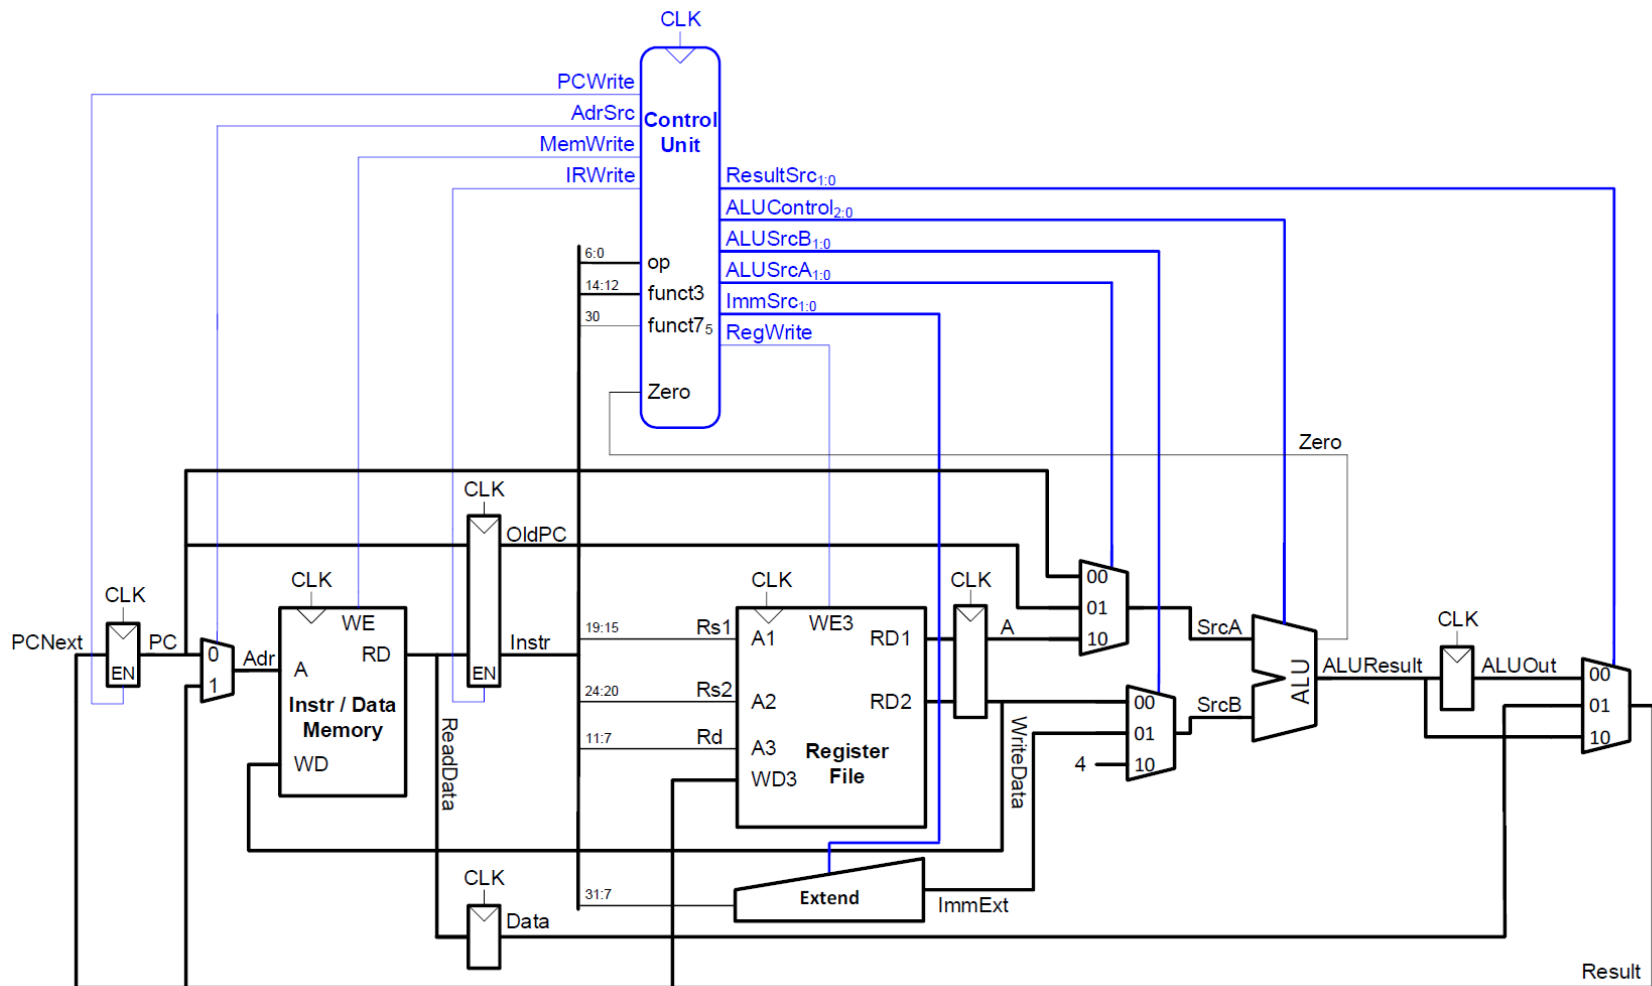 CLK
PCWrite
AdrSrc
MemWrite
IRWrite
Control
Unit
ResultSrc1:0
ALUControl2:0
ALUSrcB1:0
ALUSrcA1:0
ImmSrc1:0
RegWrite
6:0
op
14:12
funct3
30
funct75
Zero
Zero
CLK
OldPC
CLK
PCNext
EN
PC
0
1
Adr
CLK
WE
A
RD
Instr / Data
Memory
WD
EN
Instr
ReadData
19:15
Rs1
24:20
Rs2
11:7
Rd
CLK
WE3
A1
RD1
A2
RD2
A3
WD3
Register
File
CLK
A
WriteData
00
01
10
SrcA
00
01
4
10
SrcB
ALU
ALUResult
CLK
ALUOut
00
01
10
31:7
Extend
ImmExt
CLK
Data
Result